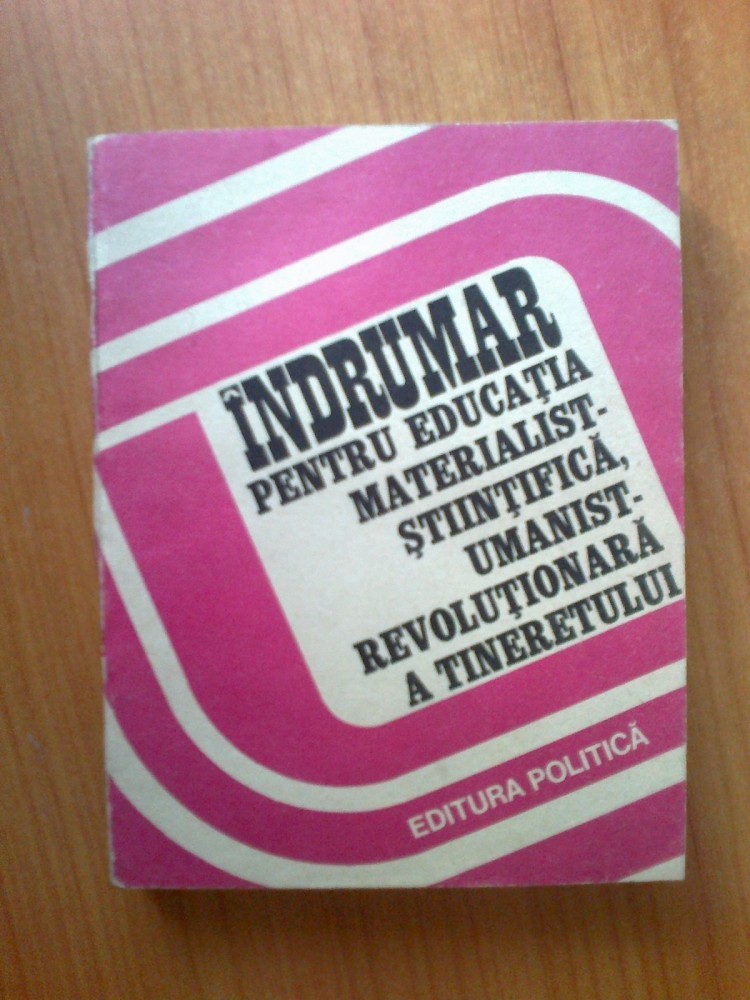 ÎNDRUMAR
PENTRU EDUCAȚIA
MATERIALIST-
ȘTIINȚIFICĂ,
UMANIST-
REVOLUȚIONARĂ
A TINERETULUI
EDITURA POLITICĂ